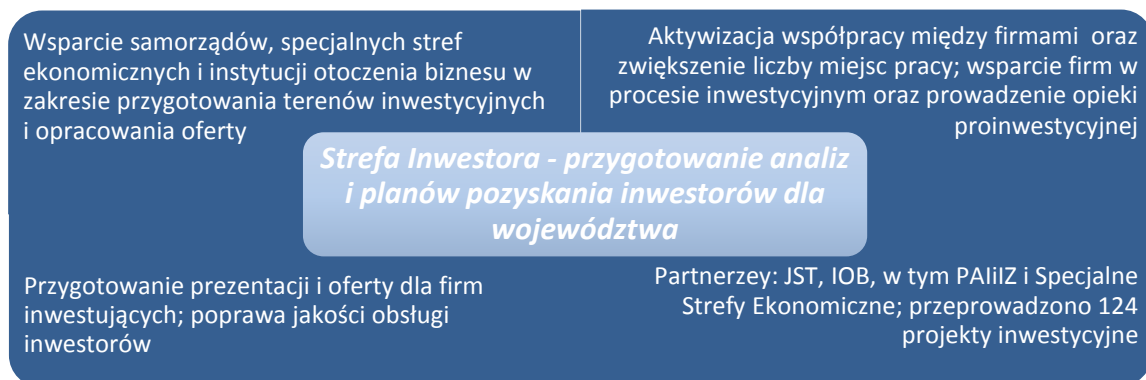 Wsparcie samorządów, specjalnych stref
ekonomicznych i instytucji otoczenia biznesu w
zakresie przygotowania terenów inwestycyjnych
i opracowania oferty
Aktywizacja współpracy między firmami oraz
zwiększenie liczby miejsc pracy; wsparcie firm w
procesie inwestycyjnym oraz prowadzenie opieki
proinwestycyjnej
Strefa Inwestora - przygotowanie analiz
i planów pozyskania inwestorów dla
województwa
Przygotowanie prezentacji i oferty dla firm
inwestujących; poprawa jakości obsługi
inwestorów
Partnerzey: JST, IOB, w tym PAIiIZ i Specjalne
Strefy Ekonomiczne; przeprowadzono 124
projekty inwestycyjne